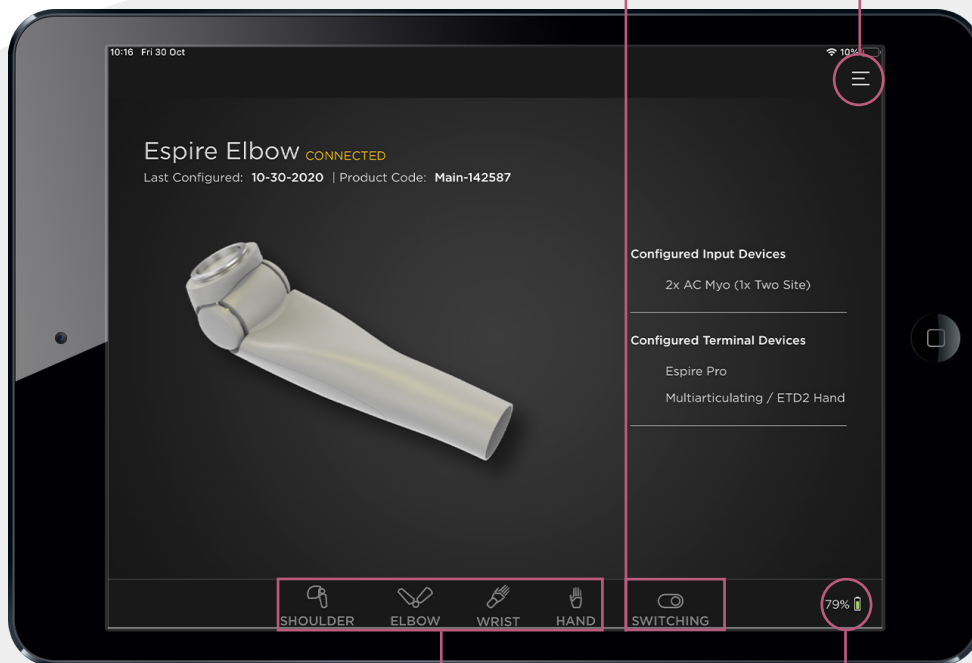 10:16 Fri 30 Oct
10%
Espire Elbow CONNECTED
Last Configured: 10-30-2020 | Product Code: Main-142587
Configured Input Devices
2x AC Myo (1x Two Site)
Configured Terminal Devices
Espire Pro
Multiarticulating / ETD2 Hand
SHOULDER ELBOW WRIST HAND SWITCHING
79%